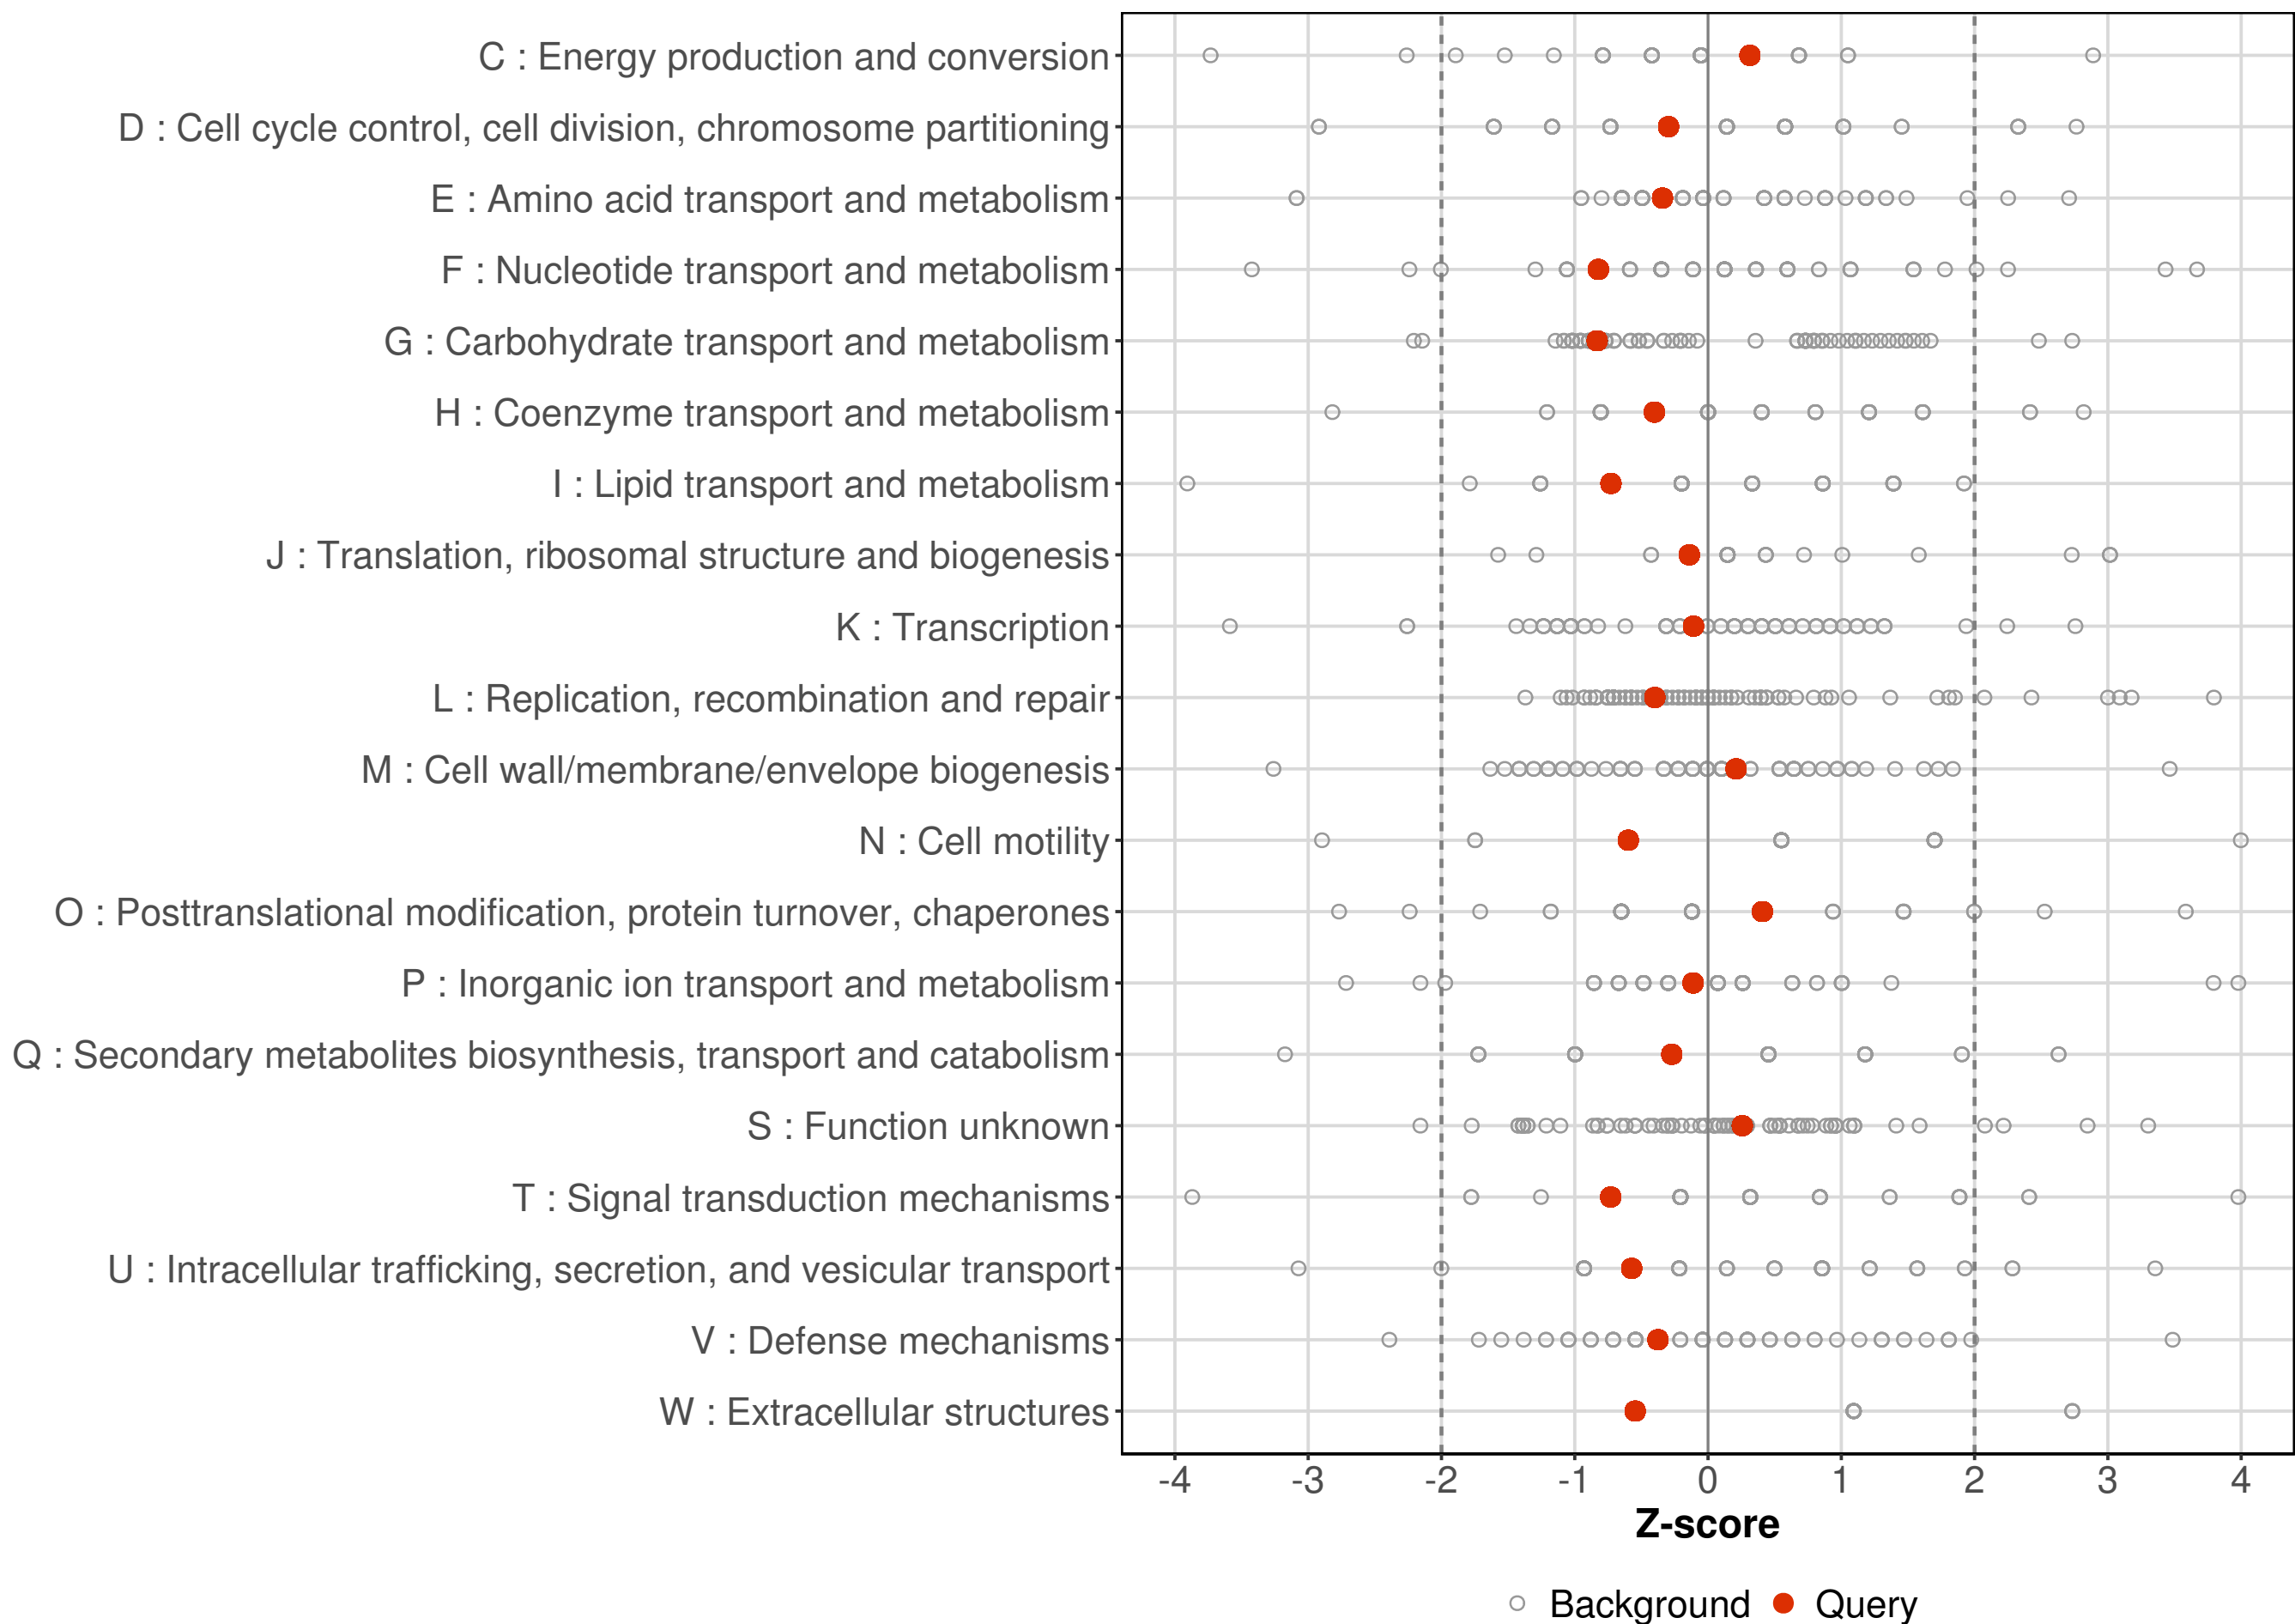 C : Energy production and conversion
D : Cell cycle control, cell division, chromosome partitioning
E : Amino acid transport and metabolism
F : Nucleotide transport and metabolism
G : Carbohydrate transport and metabolism
H : Coenzyme transport and metabolism
I : Lipid transport and metabolism
J : Translation, ribosomal structure and biogenesis
K : Transcription
L : Replication, recombination and repair
M : Cell wall/membrane/envelope biogenesis
N : Cell motility
O : Posttranslational modification, protein turnover, chaperones
P : Inorganic ion transport and metabolism
Q : Secondary metabolites biosynthesis, transport and catabolism
S : Function unknown
T : Signal transduction mechanisms
U : Intracellular trafficking, secretion, and vesicular transport
V : Defense mechanisms
W : Extracellular structures
-4 -3 -2 -1 0 1 2 3 4
Z-score
Background Query